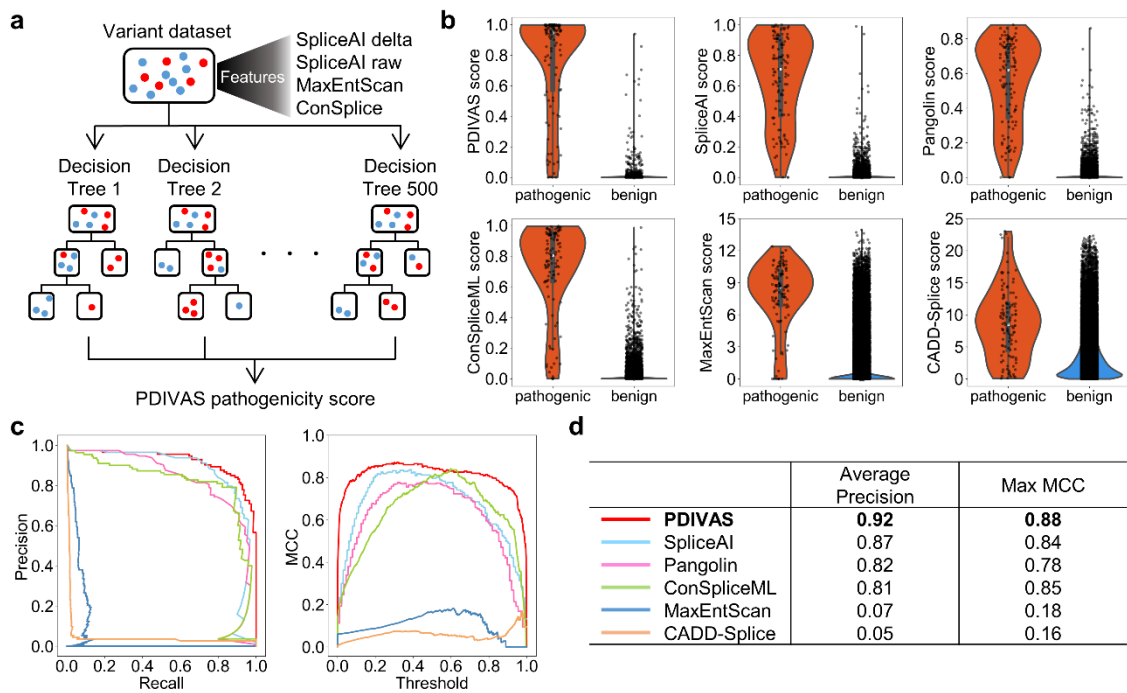 a
Variant dataset
Features
SpliceAI delta
SpliceAI raw
MaxEntScan
ConSplice
Decision
Tree 1
Decision
Tree 2
Decision
Tree 500
. . .
PDIVAS pathogenicity score
b
PDIVAS score
1.0
0.8
0.6
0.4
0.2
0.0
pathogenic
benign
SpliceAI score
1.0
0.8
0.6
0.4
0.2
0.0
pathogenic
benign
Pangolin score
0.8
0.6
0.4
0.2
0.0
pathogenic
benign
ConSpliceML score
1.0
0.8
0.6
0.4
0.2
0.0
pathogenic
benign
MaxEntScan score
15
12
9
6
3
0
pathogenic
benign
CADD-Splice score
25
20
15
10
5
0
pathogenic
benign
c
Precision
1.0
0.8
0.6
0.4
0.2
0.0
0.0 0.2 0.4 0.6 0.8 1.0
Recall
MCC
1.0
0.8
0.6
0.4
0.2
0.0
0.0 0.2 0.4 0.6 0.8 1.0
Threshold
d
Average
Precision
Max MCC
PDIVAS 0.92 0.88
SpliceAI 0.87 0.84
Pangolin 0.82 0.78
ConSpliceML 0.81 0.85
MaxEntScan 0.07 0.18
CADD-Splice 0.05 0.16